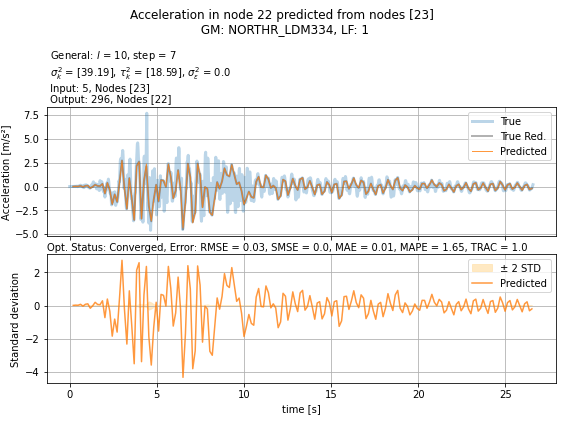 Acceleration in node 22 predicted from nodes [23]
GM: NORTHR_LDM334, LF: 1
General: l = 10, step = 7
σ²ₖ = [39.19], τ²ₖ = [18.59], σ²ε = 0.0
Input: 5, Nodes [23]
Output: 296, Nodes [22]
Acceleration [m/s²]
7.5
5.0
2.5
0.0
−2.5
−5.0
True
True Red.
Predicted
Opt. Status: Converged, Error: RMSE = 0.03, SMSE = 0.0, MAE = 0.01, MAPE = 1.65, TRAC = 1.0
Standard deviation
2
0
−2
−4
± 2 STD
Predicted
0 5 10 15 20 25
time [s]